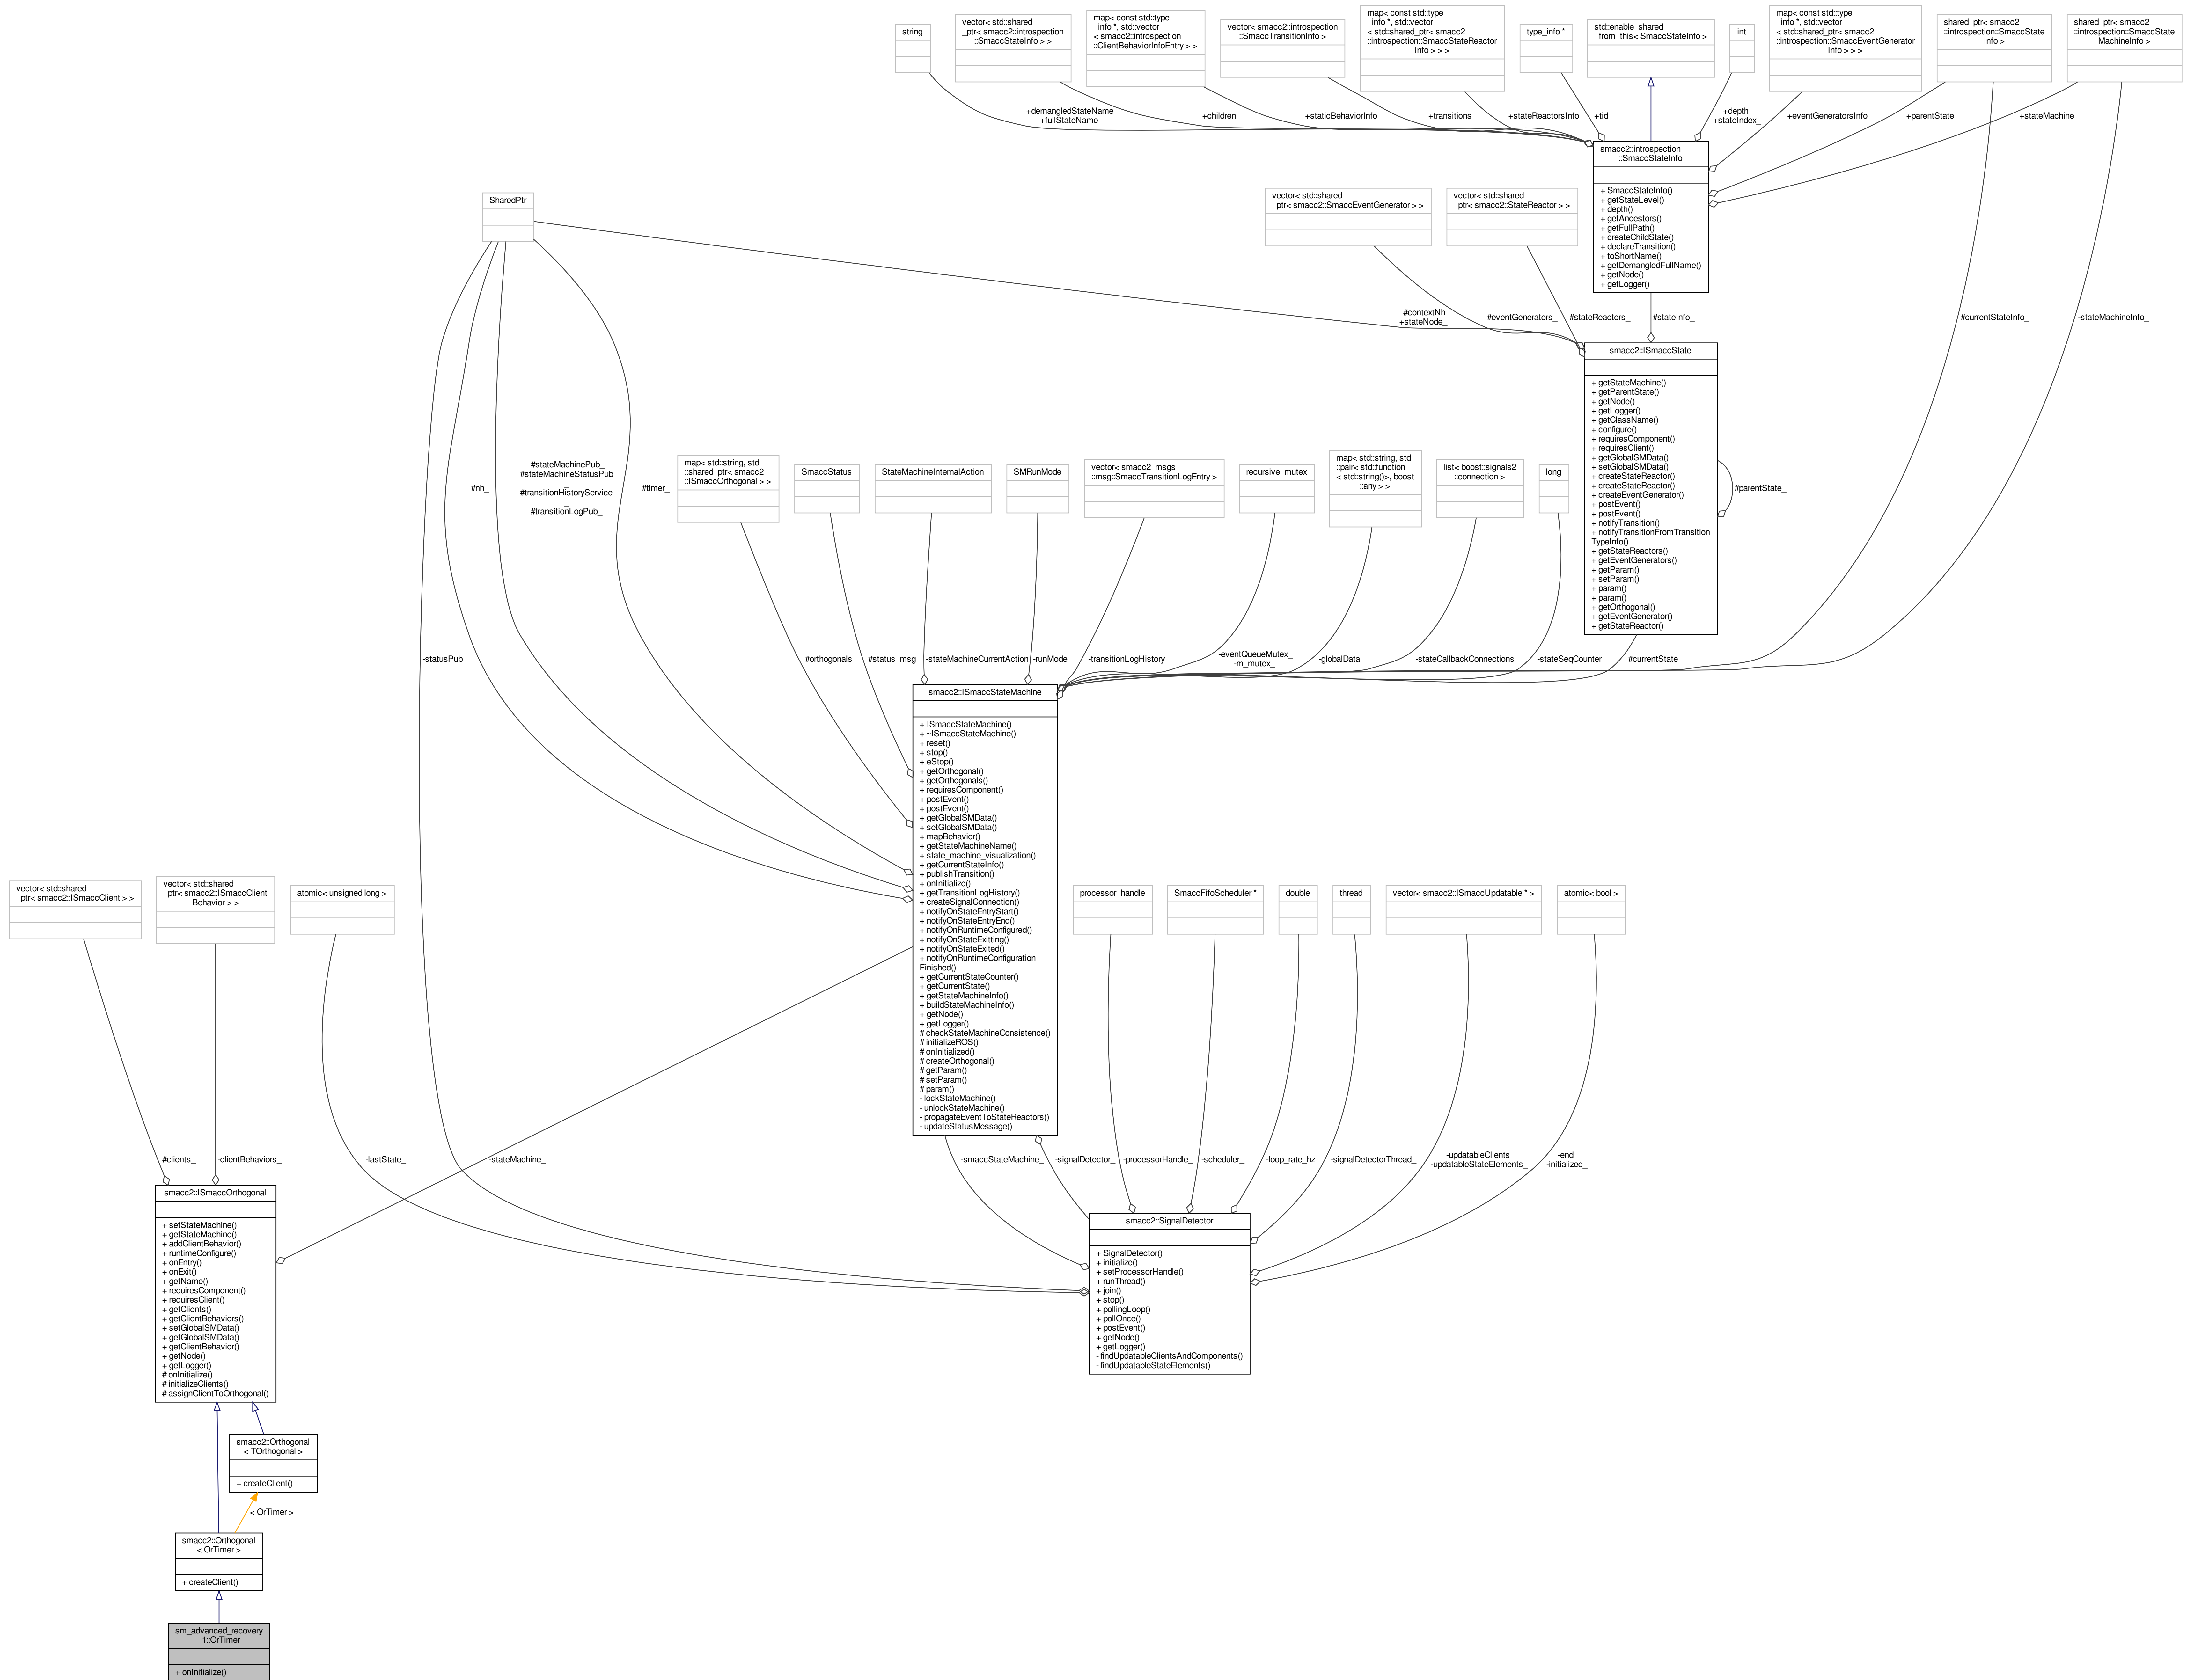 string
vector< std::shared
_ptr< smacc2::introspection
::SmaccStateInfo > >
map< const std::type
_info *, std::vector
< smacc2::introspection
::ClientBehaviorInfoEntry > >
vector< smacc2::introspection
::SmaccTransitionInfo >
map< const std::type
_info *, std::vector
< std::shared_ptr< smacc2
::introspection::SmaccStateReactor
Info > > >
type_info *
std::enable_shared
_from_this< SmaccStateInfo >
int
map< const std::type
_info *, std::vector
< std::shared_ptr< smacc2
::introspection::SmaccEventGenerator
Info > > >
shared_ptr< smacc2
::introspection::SmaccState
Info >
shared_ptr< smacc2
::introspection::SmaccState
MachineInfo >
+demangledStateName
+fullStateName
+children_
+staticBehaviorInfo
+transitions_
+stateReactorsInfo
+tid_
+depth_
+stateIndex_
+eventGeneratorsInfo
+parentState_
+stateMachine_
smacc2::introspection
::SmaccStateInfo
+ SmaccStateInfo()
+ getStateLevel()
+ depth()
+ getAncestors()
+ getFullPath()
+ createChildState()
+ declareTransition()
+ toShortName()
+ getDemangledFullName()
+ getNode()
+ getLogger()
SharedPtr
vector< std::shared
_ptr< smacc2::SmaccEventGenerator > >
vector< std::shared
_ptr< smacc2::StateReactor > >
#contextNh
+stateNode_
#eventGenerators_
#stateReactors_
#stateInfo_
#currentStateInfo_
-stateMachineInfo_
smacc2::ISmaccState
+ getStateMachine()
+ getParentState()
+ getNode()
+ getLogger()
+ getClassName()
+ configure()
+ requiresComponent()
+ requiresClient()
+ getGlobalSMData()
+ setGlobalSMData()
+ createStateReactor()
+ createStateReactor()
+ createEventGenerator()
+ postEvent()
+ postEvent()
+ notifyTransition()
+ notifyTransitionFromTransition
TypeInfo()
+ getStateReactors()
+ getEventGenerators()
+ getParam()
+ setParam()
+ param()
+ param()
+ getOrthogonal()
+ getEventGenerator()
+ getStateReactor()
#parentState_
#nh_
#stateMachinePub_
#stateMachineStatusPub
_
#transitionHistoryService
_
#transitionLogPub_
#timer_
map< std::string, std
::shared_ptr< smacc2
::ISmaccOrthogonal > >
SmaccStatus
StateMachineInternalAction
SMRunMode
vector< smacc2_msgs
::msg::SmaccTransitionLogEntry >
recursive_mutex
map< std::string, std
::pair< std::function
< std::string()>, boost
::any > >
list< boost::signals2
::connection >
long
-statusPub_
#orthogonals_
#status_msg_
-stateMachineCurrentAction
-runMode_
-transitionLogHistory_
-eventQueueMutex_
-m_mutex_
-globalData_
-stateCallbackConnections
-stateSeqCounter_
#currentState_
smacc2::ISmaccStateMachine
+ ISmaccStateMachine()
+ ~ISmaccStateMachine()
+ reset()
+ stop()
+ eStop()
+ getOrthogonal()
+ getOrthogonals()
+ requiresComponent()
+ postEvent()
+ postEvent()
+ getGlobalSMData()
+ setGlobalSMData()
+ mapBehavior()
+ getStateMachineName()
+ state_machine_visualization()
+ getCurrentStateInfo()
+ publishTransition()
+ onInitialize()
+ getTransitionLogHistory()
+ createSignalConnection()
+ notifyOnStateEntryStart()
+ notifyOnStateEntryEnd()
+ notifyOnRuntimeConfigured()
+ notifyOnStateExitting()
+ notifyOnStateExited()
+ notifyOnRuntimeConfiguration
Finished()
+ getCurrentStateCounter()
+ getCurrentState()
+ getStateMachineInfo()
+ buildStateMachineInfo()
+ getNode()
+ getLogger()
# checkStateMachineConsistence()
# initializeROS()
# onInitialized()
# createOrthogonal()
# getParam()
# setParam()
# param()
- lockStateMachine()
- unlockStateMachine()
- propagateEventToStateReactors()
- updateStatusMessage()
vector< std::shared
_ptr< smacc2::ISmaccClient > >
vector< std::shared
_ptr< smacc2::ISmaccClient
Behavior > >
atomic< unsigned long >
processor_handle
SmaccFifoScheduler *
double
thread
vector< smacc2::ISmaccUpdatable * >
atomic< bool >
#clients_
-clientBehaviors_
-lastState_
-stateMachine_
-smaccStateMachine_
-signalDetector_
-processorHandle_
-scheduler_
-loop_rate_hz
-signalDetectorThread_
-updatableClients_
-updatableStateElements_
-end_
-initialized_
smacc2::ISmaccOrthogonal
+ setStateMachine()
+ getStateMachine()
+ addClientBehavior()
+ runtimeConfigure()
+ onEntry()
+ onExit()
+ getName()
+ requiresComponent()
+ requiresClient()
+ getClients()
+ getClientBehaviors()
+ setGlobalSMData()
+ getGlobalSMData()
+ getClientBehavior()
+ getNode()
+ getLogger()
# onInitialize()
# initializeClients()
# assignClientToOrthogonal()
smacc2::SignalDetector
+ SignalDetector()
+ initialize()
+ setProcessorHandle()
+ runThread()
+ join()
+ stop()
+ pollingLoop()
+ pollOnce()
+ postEvent()
+ getNode()
+ getLogger()
- findUpdatableClientsAndComponents()
- findUpdatableStateElements()
smacc2::Orthogonal
< TOrthogonal >
+ createClient()
< OrTimer >
smacc2::Orthogonal
< OrTimer >
+ createClient()
sm_advanced_recovery
_1::OrTimer
+ onInitialize()